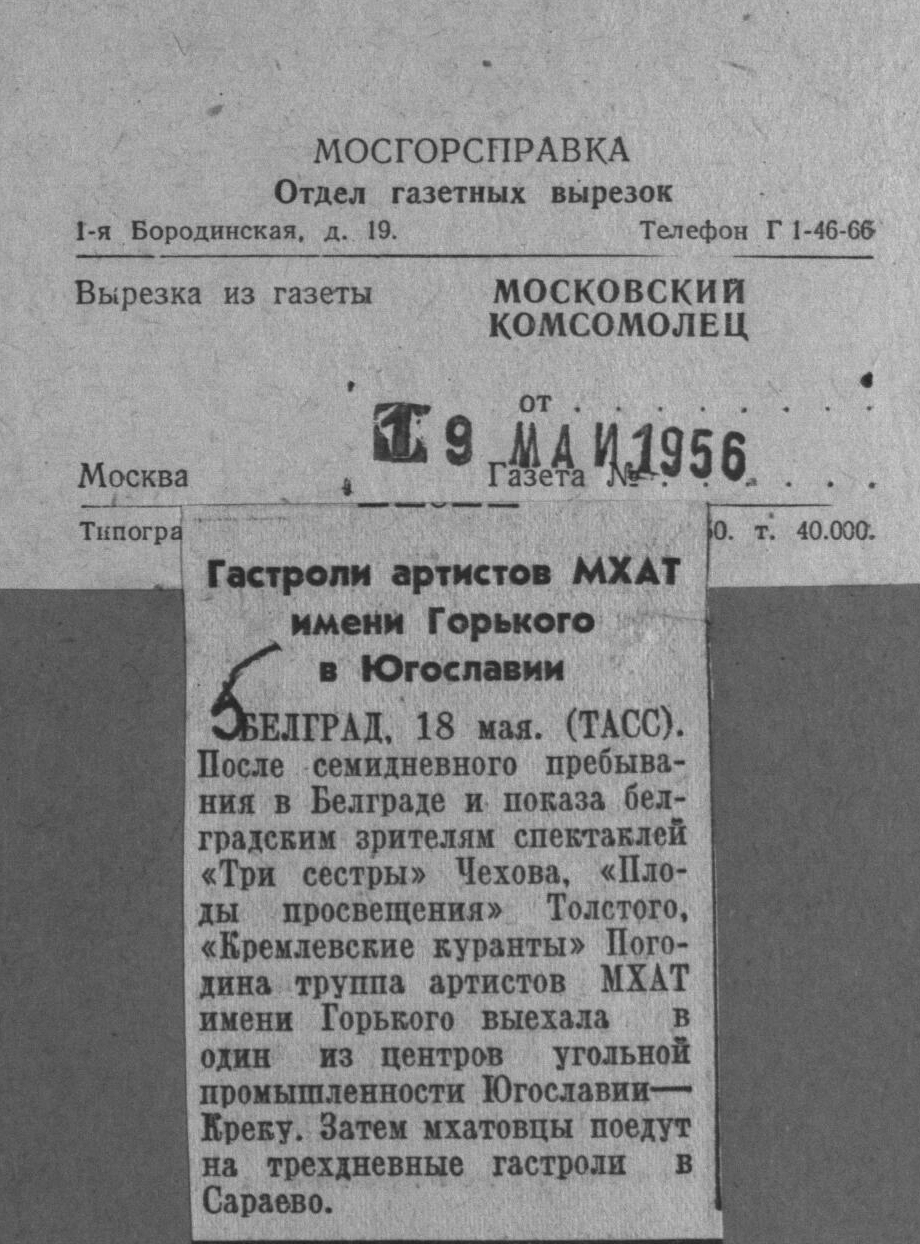 МОСГОРСПРАВКА
Отдел газетных вырезок
1-я Бородинская, д. 19. Телефон Г 1-46-66
Вырезка из газеты МОСКОВСКИЙ
КОМСОМОЛЕЦ
от . . . . . . . .
19 МАЙ 1956
Москва Газета № . . . . .
Типогра 0. т. 40.000.
Гастроли артистов МХАТ
имени Горького
в Югославии
БЕЛГРАД, 18 мая. (ТАСС).
После семидневного пребыва-
ния в Белграде и показа бел-
градским зрителям спектаклей
«Три сестры» Чехова, «Пло-
ды просвещения» Толстого,
«Кремлевские куранты» Пого-
дина труппа артистов МХАТ
имени Горького выехала в
один из центров угольной
промышленности Югославии—
Креку. Затем мхатовцы поедут
на трехдневные гастроли в
Сараево.